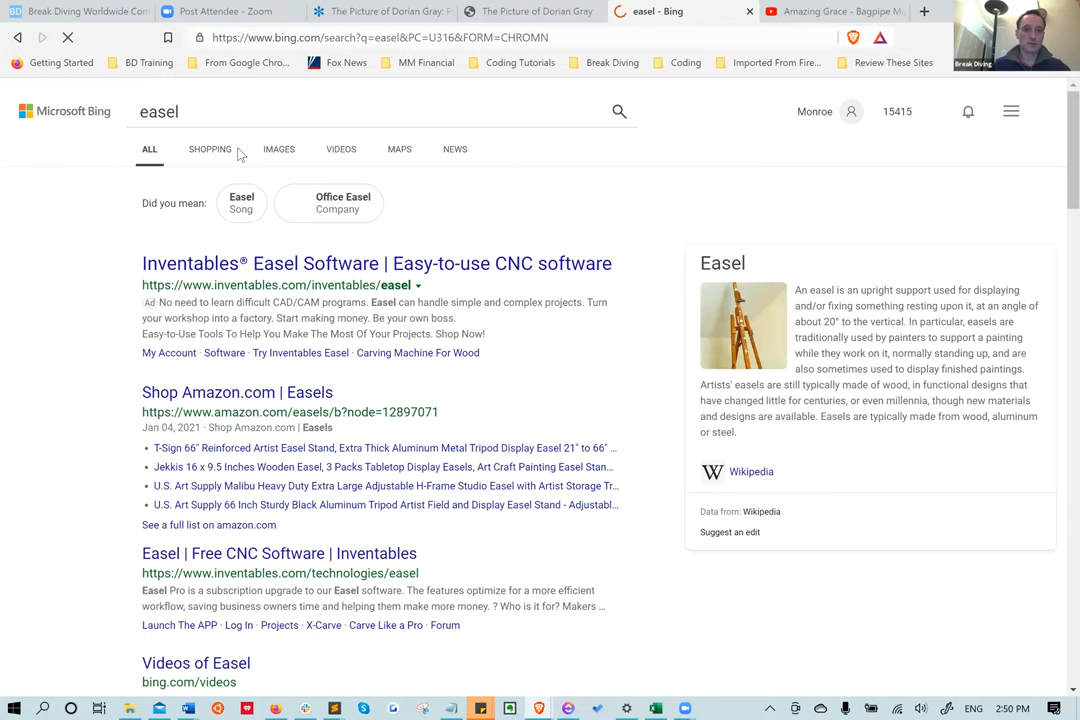 Break Diving Worldwide Com
Post Attendee - Zoom
The Picture of Dorian Gray: P
The Picture of Dorian Gray
easel - Bing
Amazing Grace - Bagpipe M
https://www.bing.com/search?q=easel&PC=U316&FORM=CHROMN
Getting Started
BD Training
From Google Chro...
Fox News
MM Financial
Coding Tutorials
Break Diving
Coding
Imported From Fire...
Review These Sites
Break Diving
Microsoft Bing
easel
Monroe
15415
ALL
SHOPPING
IMAGES
VIDEOS
MAPS
NEWS
Did you mean:
Easel
Song
Office Easel
Company
Inventables® Easel Software | Easy-to-use CNC software
https://www.inventables.com/inventables/easel
Ad No need to learn difficult CAD/CAM programs. Easel can handle simple and complex projects. Turn
your workshop into a factory. Start making money. Be your own boss.
Easy-to-Use Tools To Help You Make The Most Of Your Projects. Shop Now!
My Account · Software · Try Inventables Easel · Carving Machine For Wood
Shop Amazon.com | Easels
https://www.amazon.com/easels/b?node=12897071
Jan 04, 2021 · Shop Amazon.com | Easels
• T-Sign 66" Reinforced Artist Easel Stand, Extra Thick Aluminum Metal Tripod Display Easel 21" to 66" ...
• Jekkis 16 x 9.5 Inches Wooden Easel, 3 Packs Tabletop Display Easels, Art Craft Painting Easel Stan...
• U.S. Art Supply Malibu Heavy Duty Extra Large Adjustable H-Frame Studio Easel with Artist Storage Tr...
• U.S. Art Supply 66 Inch Sturdy Black Aluminum Tripod Artist Field and Display Easel Stand - Adjustabl...
See a full list on amazon.com
Easel | Free CNC Software | Inventables
https://www.inventables.com/technologies/easel
Easel Pro is a subscription upgrade to our Easel software. The features optimize for a more efficient
workflow, saving business owners time and helping them make more money. ? Who is it for? Makers ...
Launch The APP · Log In · Projects · X-Carve · Carve Like a Pro · Forum
Videos of Easel
bing.com/videos
Easel
An easel is an upright support used for displaying
and/or fixing something resting upon it, at an angle of
about 20° to the vertical. In particular, easels are
traditionally used by painters to support a painting
while they work on it, normally standing up, and are
also sometimes used to display finished paintings.
Artists' easels are still typically made of wood, in functional designs that
have changed little for centuries, or even millennia, though new materials
and designs are available. Easels are typically made from wood, aluminum
or steel.
W Wikipedia
Data from: Wikipedia
Suggest an edit
ENG
2:50 PM